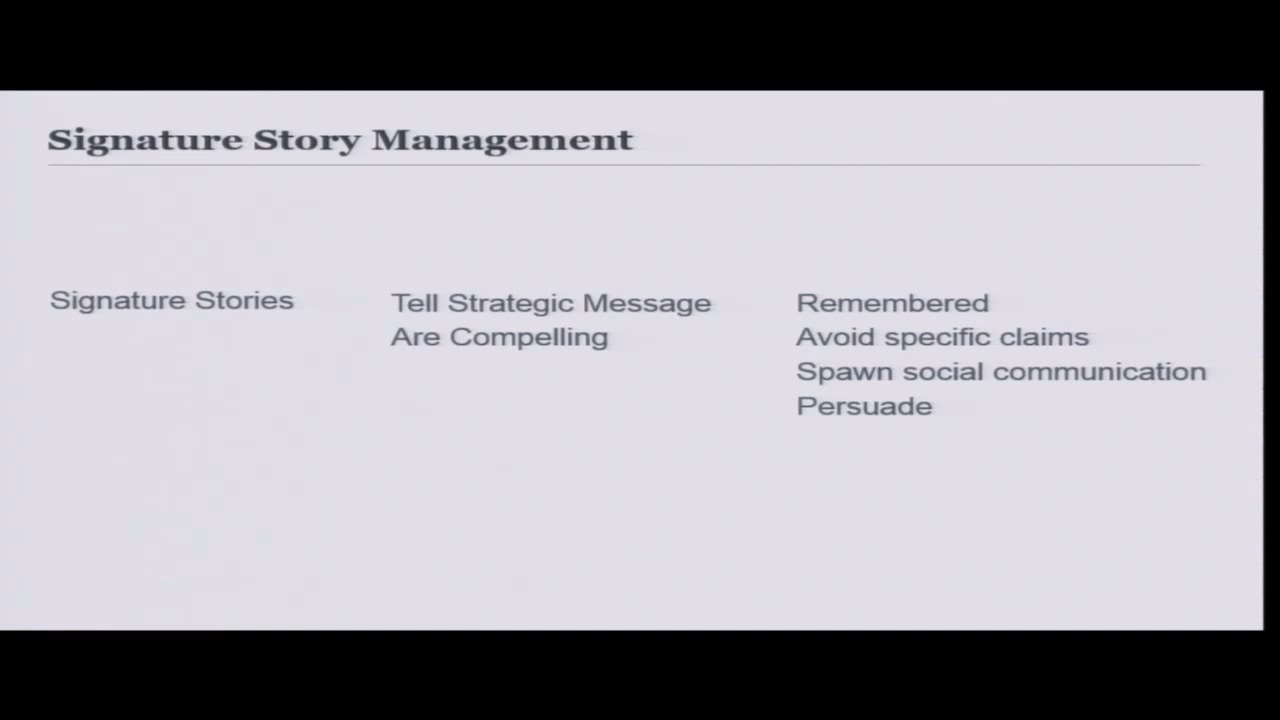 Signature Story Management
Signature Stories
Tell Strategic Message
Are Compelling
Remembered
Avoid specific claims
Spawn social communication
Persuade